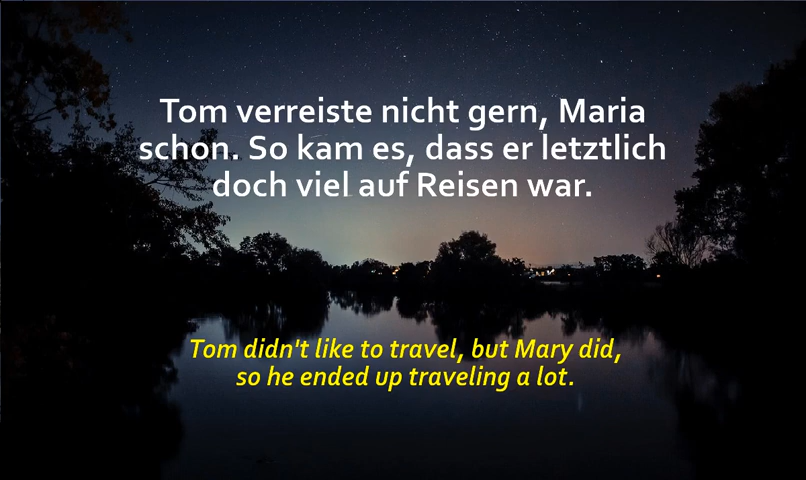 Tom verreiste nicht gern, Maria
schon. So kam es, dass er letztlich
doch viel auf Reisen war.
Tom didn't like to travel, but Mary did,
so he ended up traveling a lot.